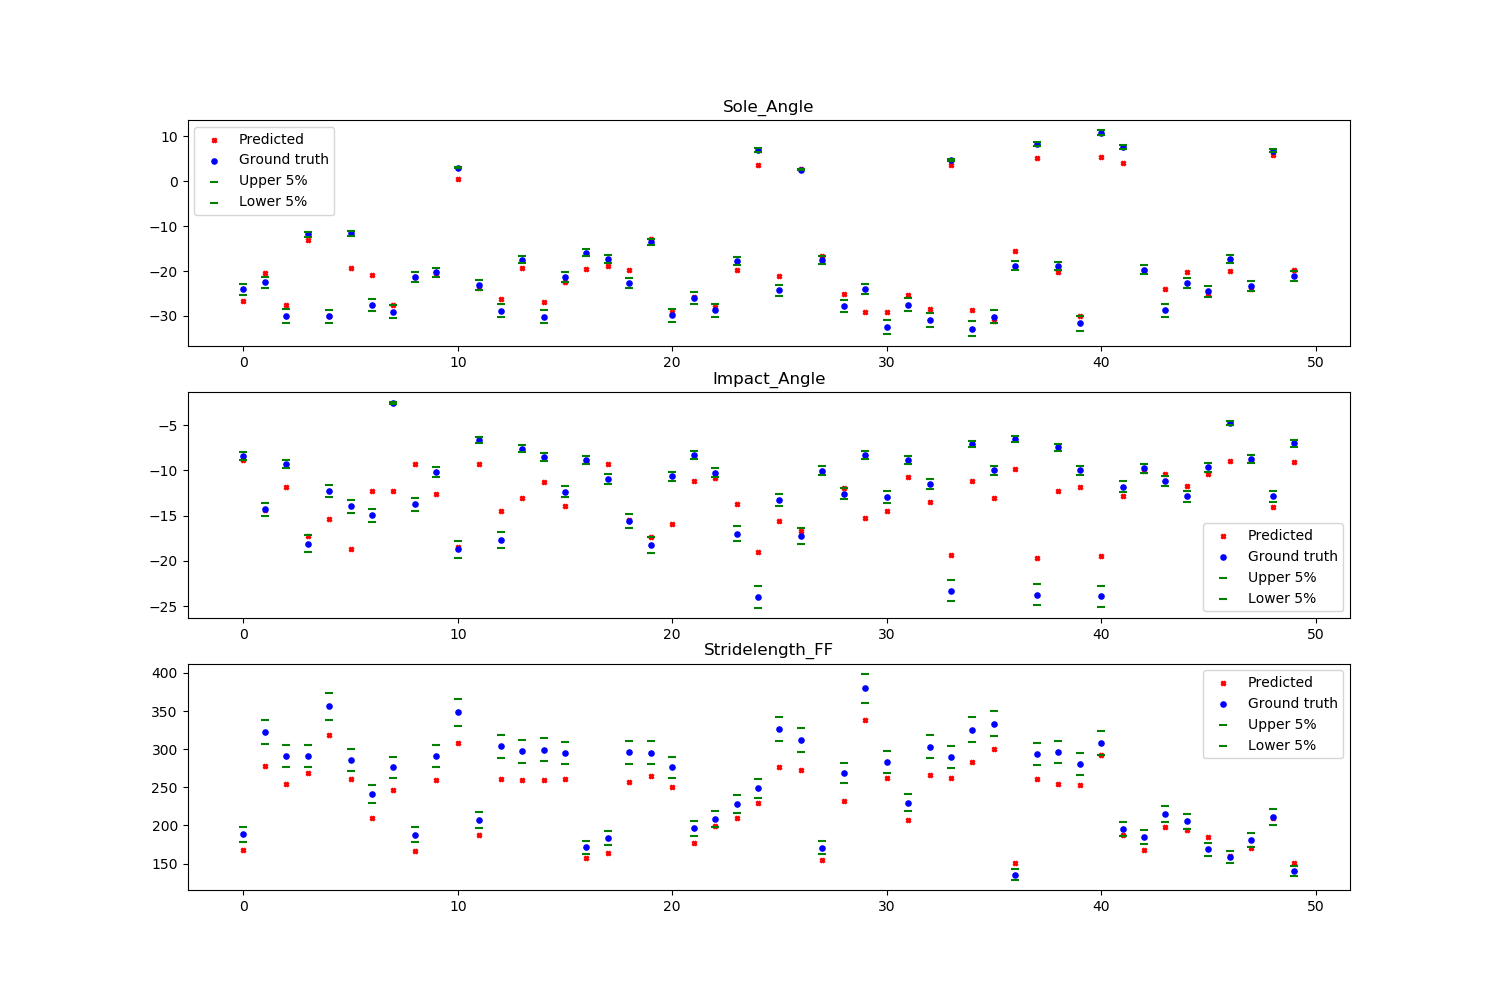 Sole_Angle
10
0
−10
−20
−30
Predicted
Ground truth
Upper 5%
Lower 5%
0 10 20 30 40 50
Impact_Angle
−5
−10
−15
−20
−25
Predicted
Ground truth
Upper 5%
Lower 5%
0 10 20 30 40 50
Stridelength_FF
400
350
300
250
200
150
Predicted
Ground truth
Upper 5%
Lower 5%
0 10 20 30 40 50